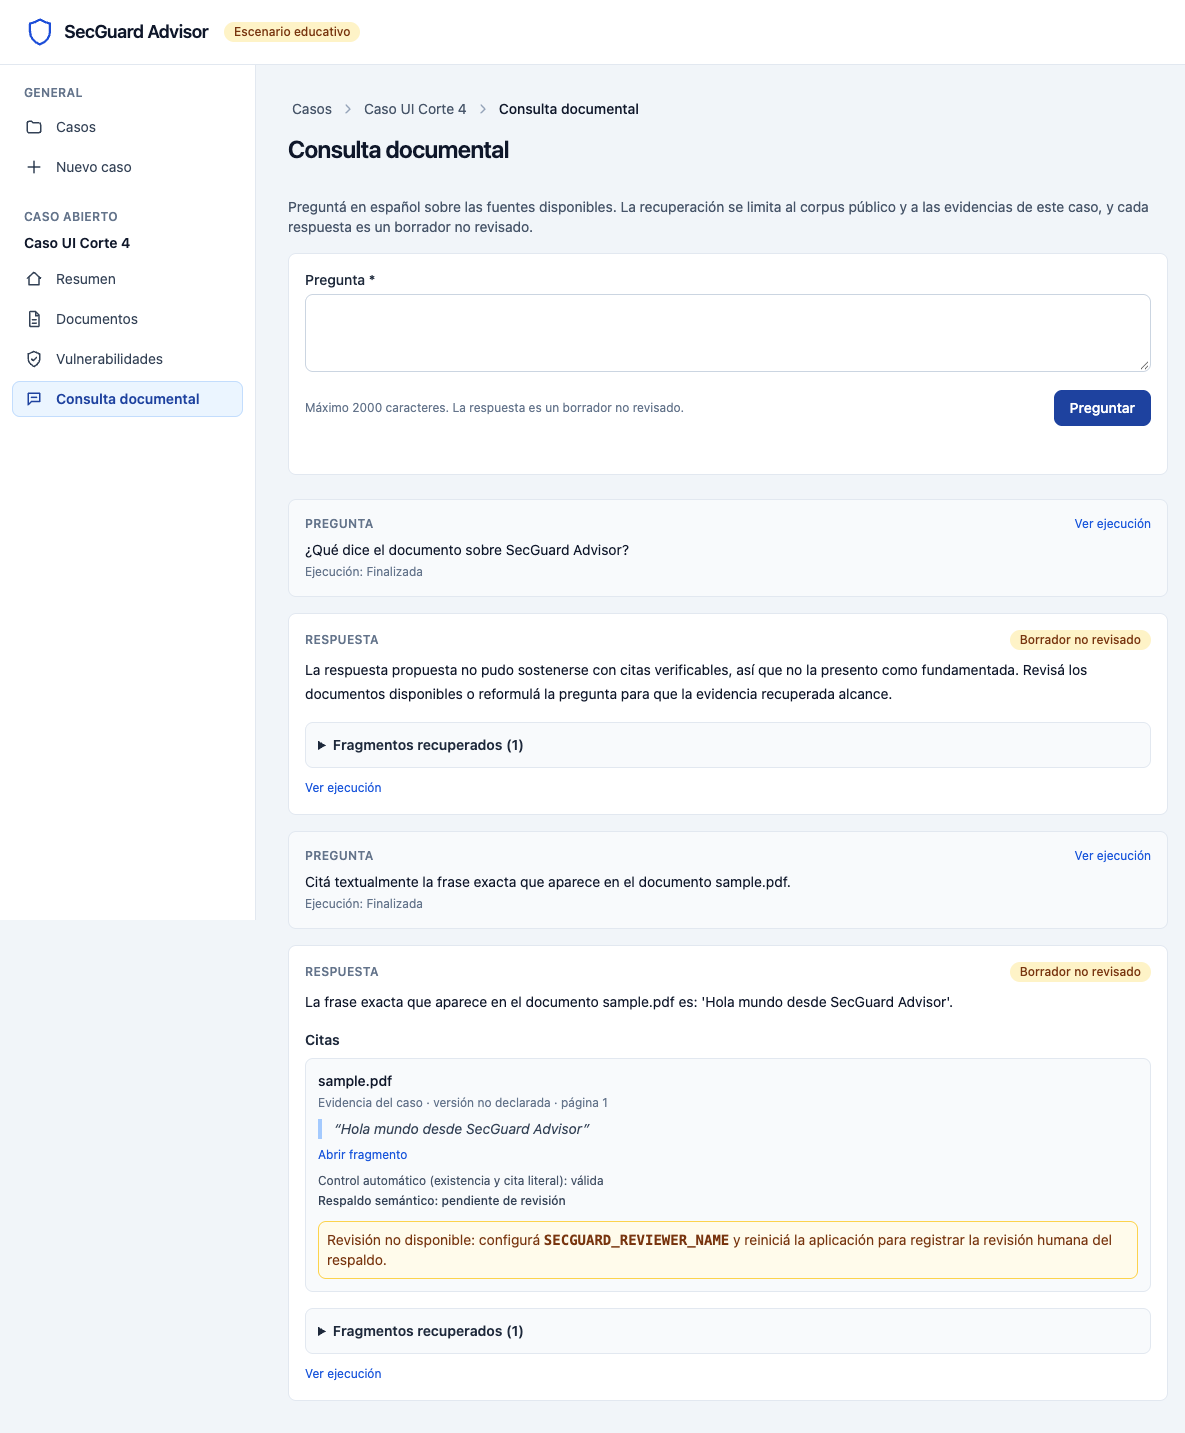 SecGuard Advisor
Escenario educativo
GENERAL
Casos
Nuevo caso
CASO ABIERTO
Caso UI Corte 4
Resumen
Documentos
Vulnerabilidades
Consulta documental
Casos > Caso UI Corte 4 > Consulta documental
Consulta documental
Preguntá en español sobre las fuentes disponibles. La recuperación se limita al corpus público y a las evidencias de este caso, y cada
respuesta es un borrador no revisado.
Pregunta *
Máximo 2000 caracteres. La respuesta es un borrador no revisado.
Preguntar
PREGUNTA
Ver ejecución
¿Qué dice el documento sobre SecGuard Advisor?
Ejecución: Finalizada
RESPUESTA
Borrador no revisado
La respuesta propuesta no pudo sostenerse con citas verificables, así que no la presento como fundamentada. Revisá los
documentos disponibles o reformulá la pregunta para que la evidencia recuperada alcance.
Fragmentos recuperados (1)
Ver ejecución
PREGUNTA
Ver ejecución
Citá textualmente la frase exacta que aparece en el documento sample.pdf.
Ejecución: Finalizada
RESPUESTA
Borrador no revisado
La frase exacta que aparece en el documento sample.pdf es: 'Hola mundo desde SecGuard Advisor'.
Citas
sample.pdf
Evidencia del caso · versión no declarada · página 1
“Hola mundo desde SecGuard Advisor”
Abrir fragmento
Control automático (existencia y cita literal): válida
Respaldo semántico: pendiente de revisión
Revisión no disponible: configurá SECGUARD_REVIEWER_NAME y reiniciá la aplicación para registrar la revisión humana del
respaldo.
Fragmentos recuperados (1)
Ver ejecución